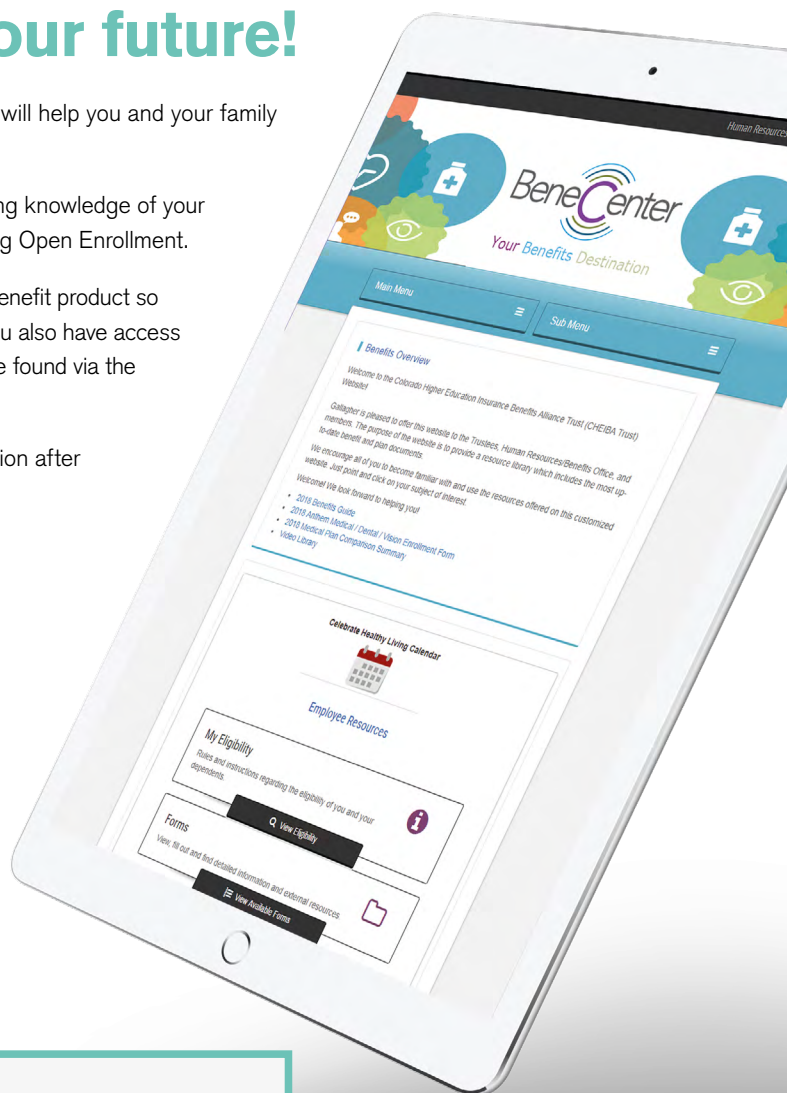 our future!
will help you and your family
ng knowledge of your
g Open Enrollment.
enefit product so
u also have access
e found via the
ion after
Human Resources
BeneCenter
Your Benefits Destination
Main Menu
Sub Menu
Benefits Overview
Welcome to the Colorado Higher Education Insurance Benefits Alliance Trust (CHEIBA Trust)
Website!
Gallagher is pleased to offer this website to the Trustees, Human Resources/Benefits Office, and
members. The purpose of the website is to provide a resource library which includes the most up-
to-date benefit and plan documents.
We encourage all of you to become familiar with and use the resources offered on this customized
website. Just point and click on your subject of interest.
Welcome! We look forward to helping you!
• 2018 Benefits Guide
• 2018 Anthem Medical / Dental / Vision Enrollment Form
• 2018 Medical Plan Comparison Summary
• Video Library
Celebrate Healthy Living Calendar
Employee Resources
My Eligibility
Rules and instructions regarding the eligibility of you and your
dependents.
View Eligibility
Forms
View, fill out and find detailed information and external resources.
View Available Forms